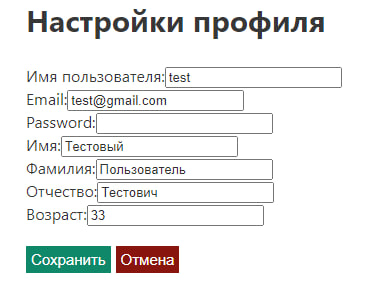 Настройки профиля
Имя пользователя: test
Email: test@gmail.com
Password:
Имя: Тестовый
Фамилия: Пользователь
Отчество: Тестович
Возраст: 33
Сохранить Отмена